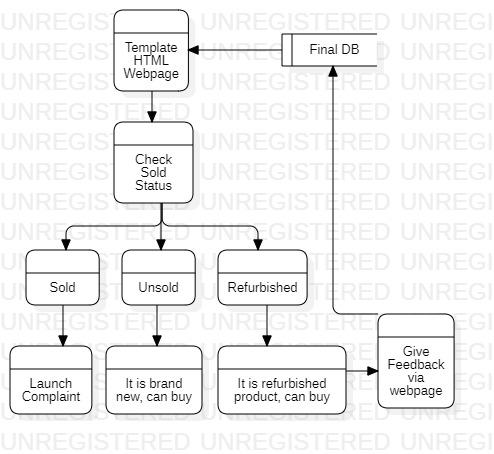 Template
HTML
Webpage
Final DB
Check
Sold
Status
Sold
Unsold
Refurbished
Launch
Complaint
It is brand
new, can buy
It is refurbished
product, can buy
Give
Feedback
via
webpage
UNREGISTERED